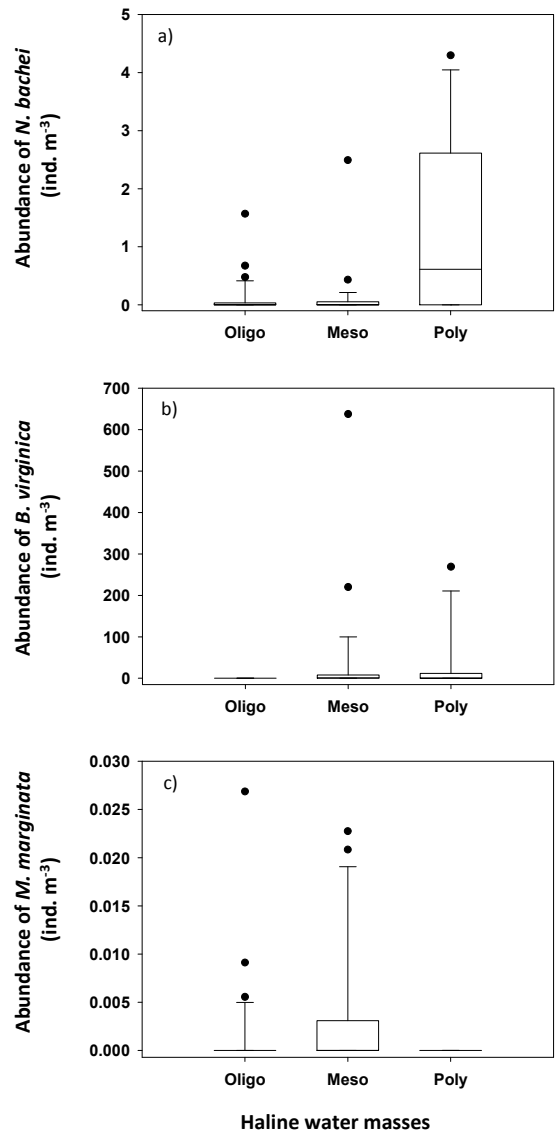 a)
Abundance of N. bachei
(ind. m-3)
5
4
3
2
1
0
Oligo Meso Poly
b)
Abundance of B. virginica
(ind. m-3)
700
600
500
400
300
200
100
0
Oligo Meso Poly
c)
Abundance of M. marginata
(ind. m-3)
0.030
0.025
0.020
0.015
0.010
0.005
0.000
Oligo Meso Poly
Haline water masses